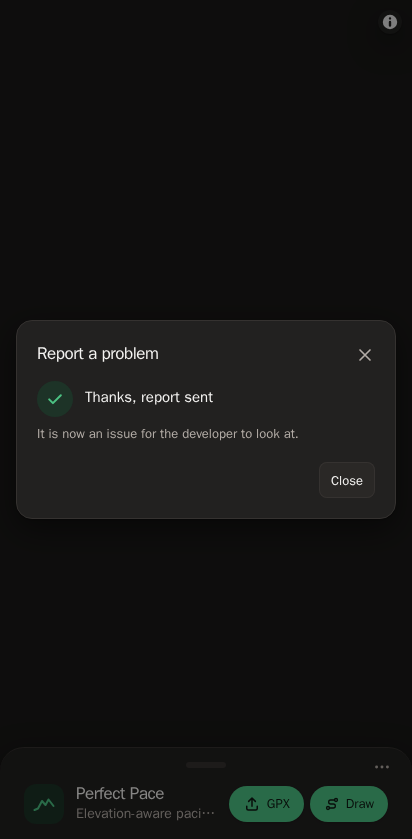 Report a problem
Thanks, report sent
It is now an issue for the developer to look at.
Close
Perfect Pace
Elevation-aware paci…
GPX
Draw